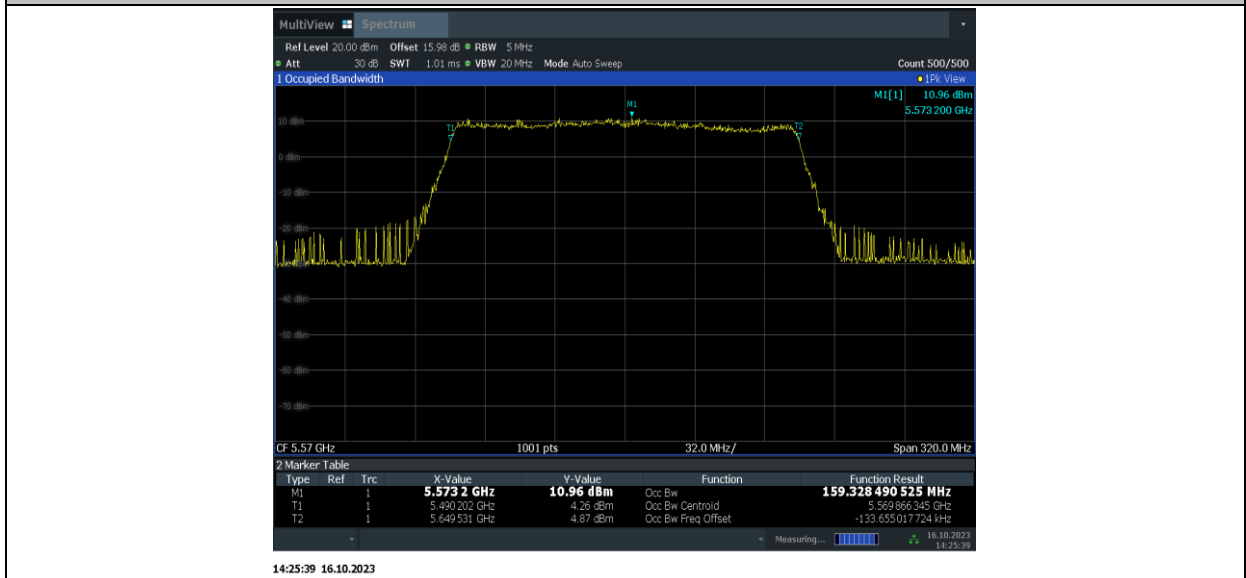 MultiView Spectrum
Ref Level 20.00 dBm Offset 15.98 dB RBW 5 MHz
Att 30 dB SWT 1.01 ms VBW 20 MHz Mode Auto Sweep Count 500/500
1 Occupied Bandwidth 1Pk View
M1[1] 10.96 dBm
5.573 200 GHz
M1
10 dBm
T1
T2
0 dBm
-10 dBm
-20 dBm
-40 dBm
-50 dBm
-60 dBm
-70 dBm
CF 5.57 GHz 1001 pts 32.0 MHz/ Span 320.0 MHz
2 Marker Table
Type Ref Trc X-Value Y-Value Function Function Result
M1 1 5.573 2 GHz 10.96 dBm Occ Bw 159.328 490 525 MHz
T1 1 5.490 202 GHz 4.26 dBm Occ Bw Centroid 5.569 866 345 GHz
T2 1 5.649 531 GHz 4.87 dBm Occ Bw Freq Offset -133.655 017 724 kHz
Measuring... 16.10.2023
14:25:39
14:25:39 16.10.2023